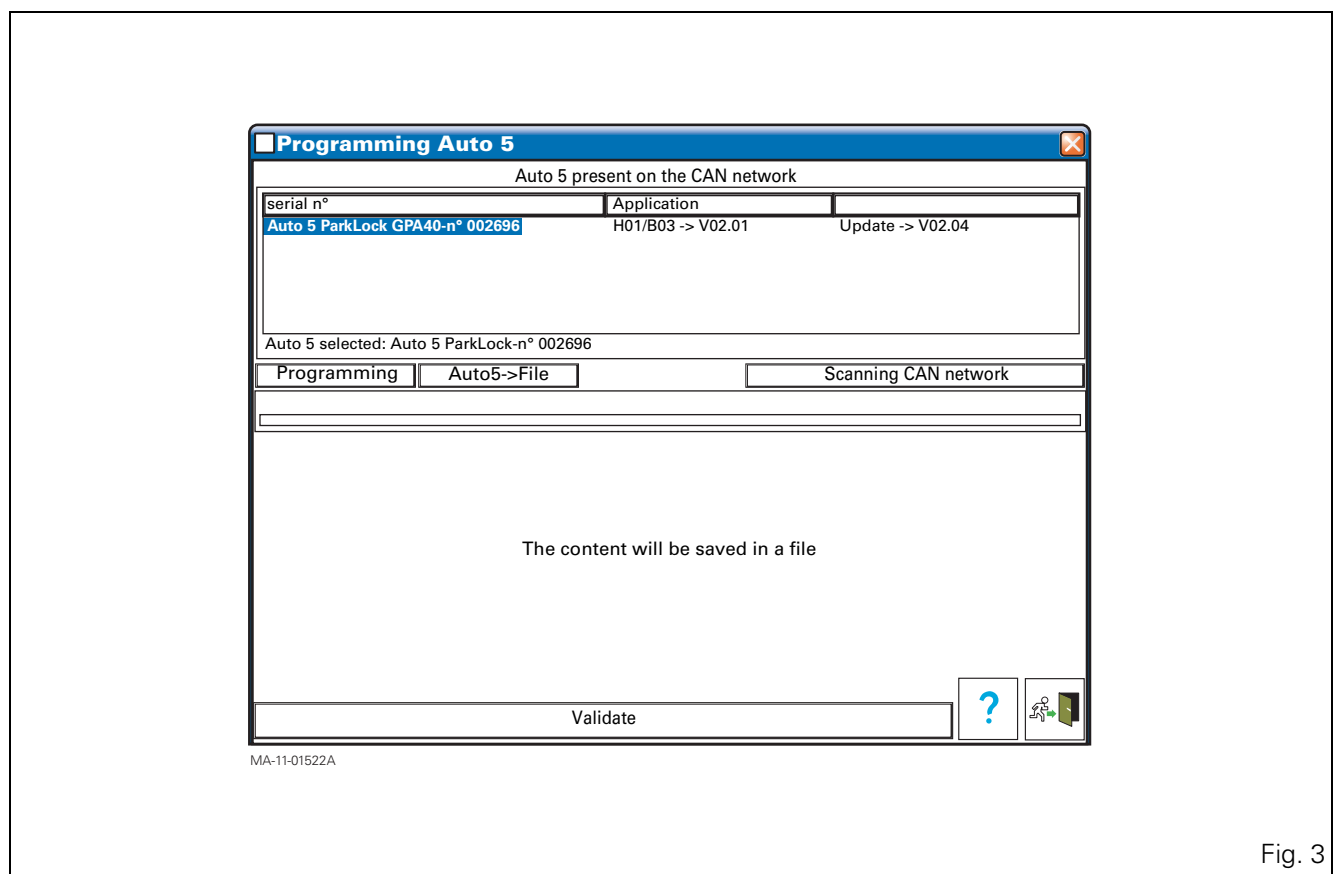 Programming Auto 5
Auto 5 present on the CAN network
serial n° Application
Auto 5 ParkLock GPA40-n° 002696 H01/B03 -> V02.01 Update -> V02.04
Auto 5 selected: Auto 5 ParkLock-n° 002696
Programming Auto5->File Scanning CAN network
The content will be saved in a file
Validate ?
MA-11-01522A
Fig. 3